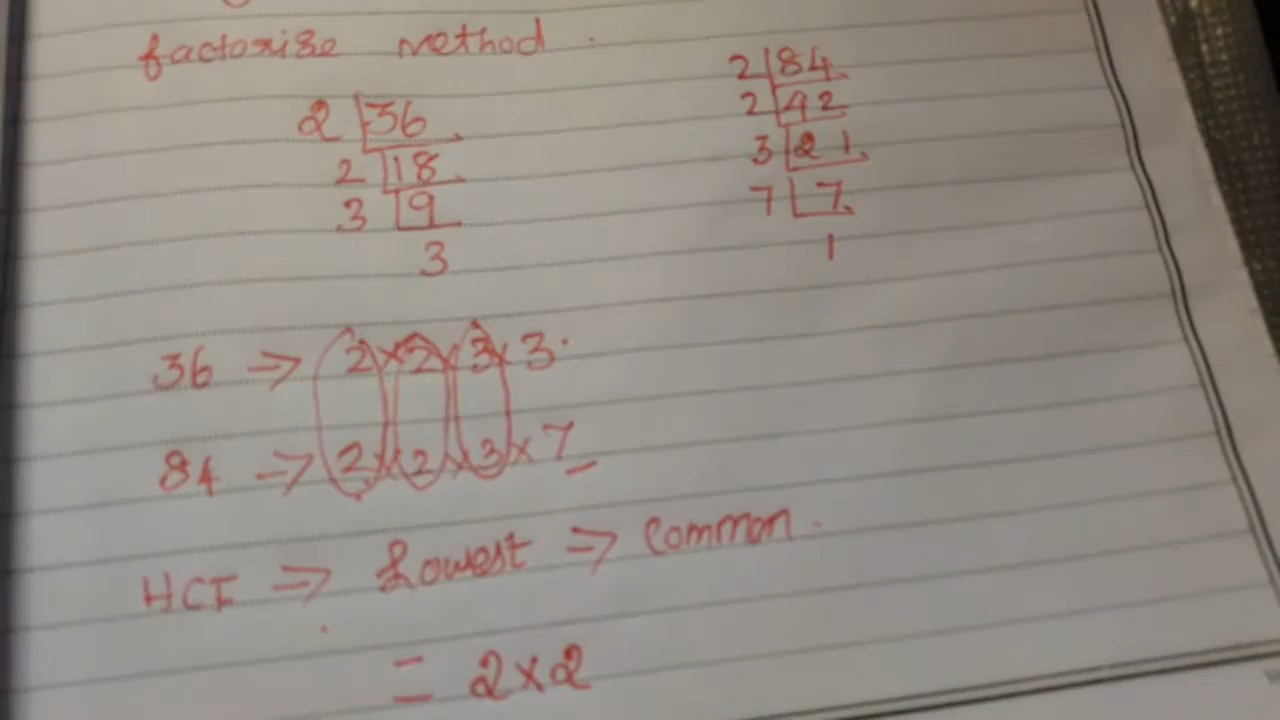 factorise method.
2 | 36
2 | 18
3 | 9
3
2 | 84
2 | 42
3 | 21
7 | 7
1
36 ⇒ 2×2×3×3.
84 → 2×2×3×7
HCF ⇒ Lowest ⇒ common.
= 2×2